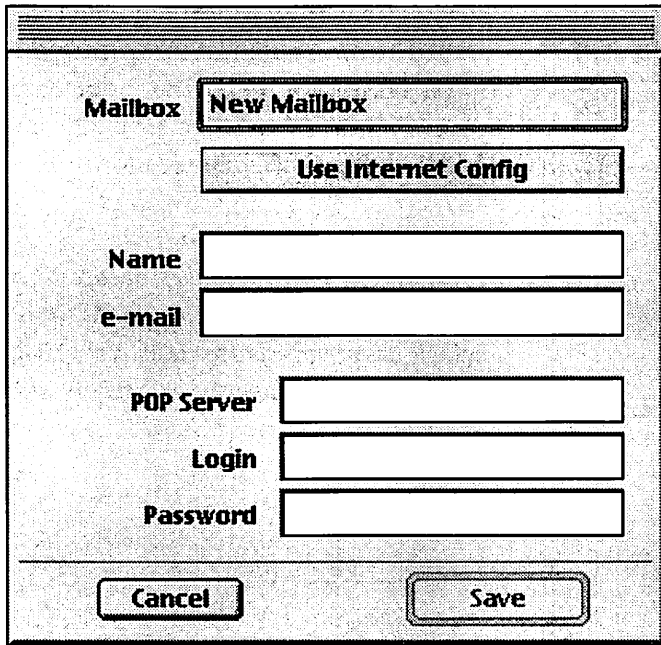 Mailbox New Mailbox
Use Internet Config
Name
e-mail
POP Server
Login
Password
Cancel Save